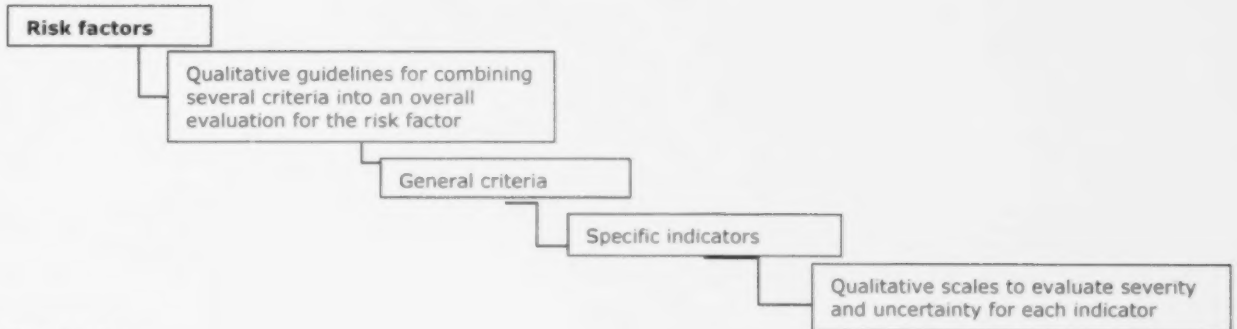 Risk factors
Qualitative guidelines for combining
several criteria into an overall
evaluation for the risk factor
General criteria
Specific indicators
Qualitative scales to evaluate severity
and uncertainty for each indicator